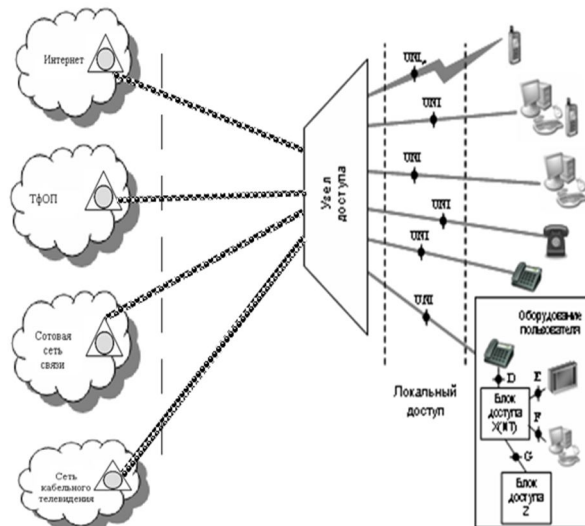 Интернет
ТфОП
Сотовая
сеть
связи
Сеть
кабельного
телевидения
Узел
доступа
UNI
UNI
UNI
UNI
UNI
UNI
Локальный
доступ
Оборудование
пользователя
D
E
F
G
Блок
доступа
X(NT)
Блок
доступа
Z